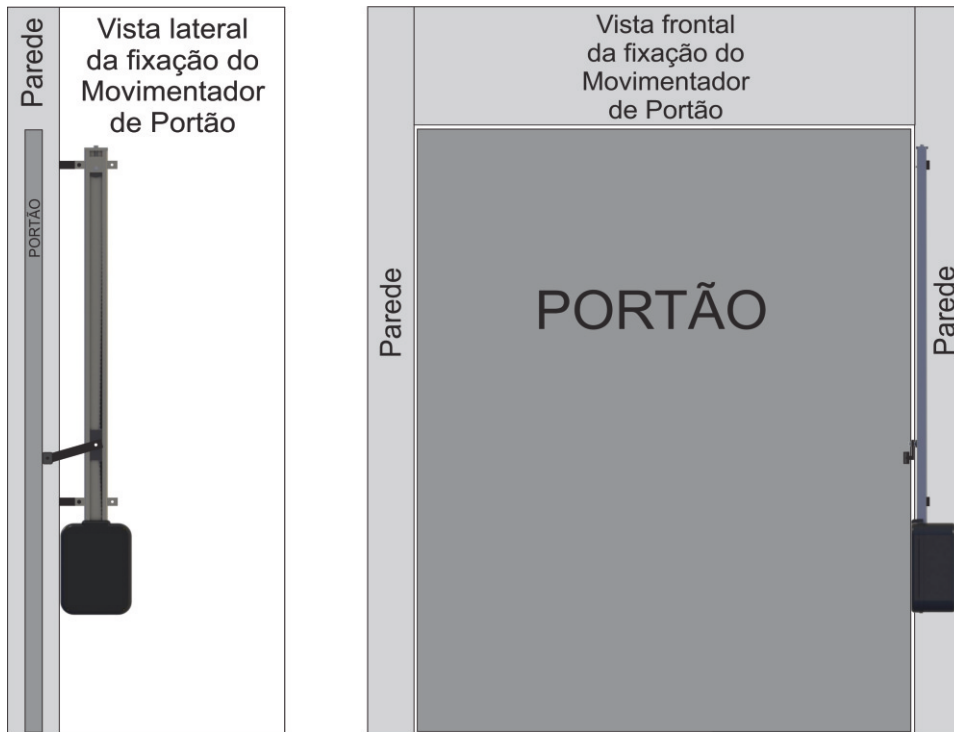 Parede
Vista lateral
da fixação do
Movimentador
de Portão
PORTÃO
Vista frontal
da fixação do
Movimentador
de Portão
Parede
PORTÃO
Parede